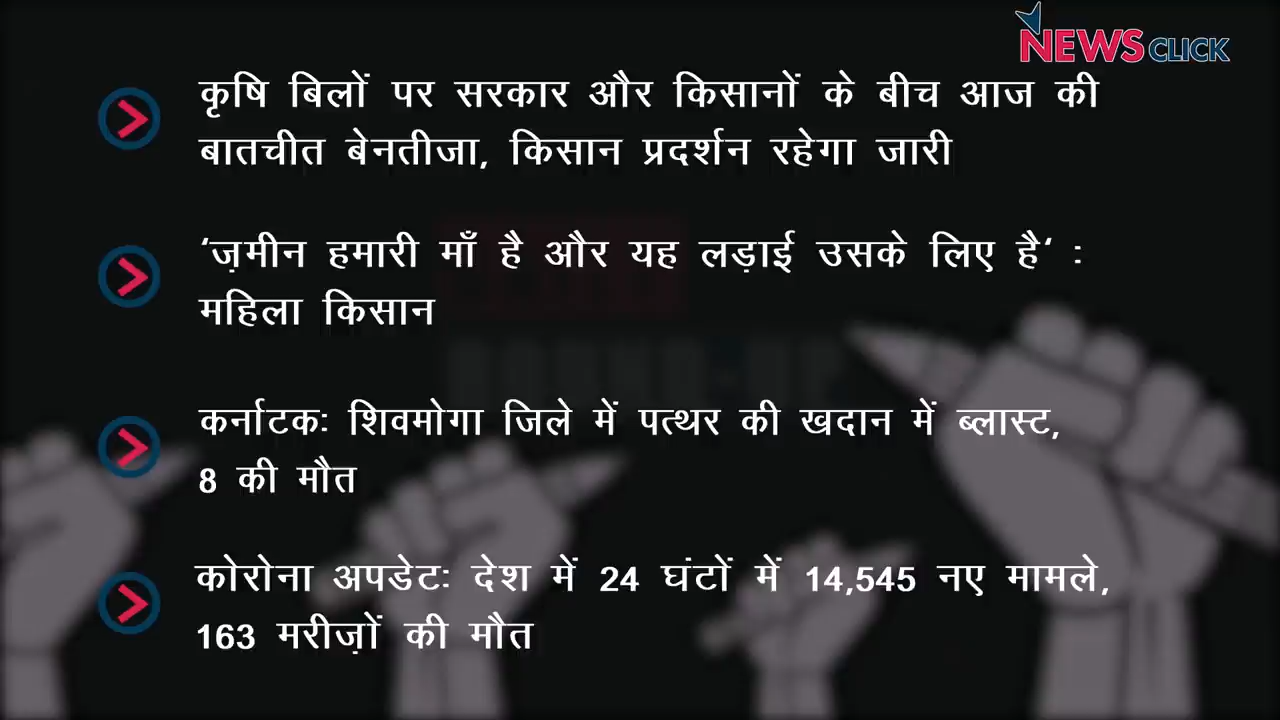 NEWSCLICK
कृषि बिलों पर सरकार और किसानों के बीच आज की
बातचीत बेनतीजा, किसान प्रदर्शन रहेगा जारी
‘ज़मीन हमारी माँ है और यह लड़ाई उसके लिए है‘ :
महिला किसान
कर्नाटकः शिवमोगा जिले में पत्थर की खदान में ब्लास्ट,
8 की मौत
कोरोना अपडेटः देश में 24 घंटों में 14,545 नए मामले,
163 मरीज़ों की मौत